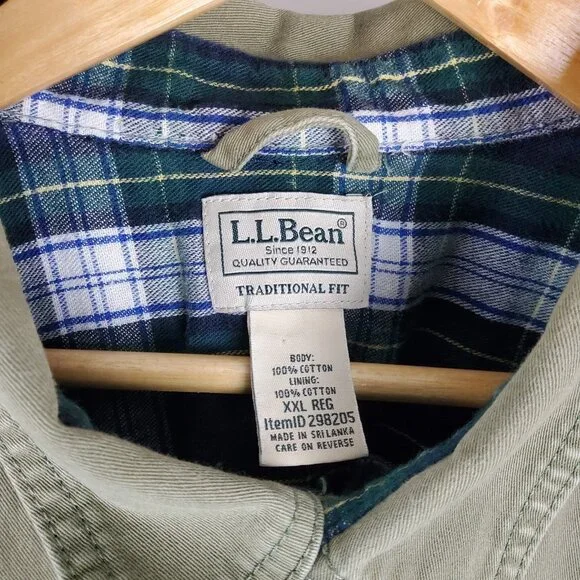 L.L.Bean®
Since 1912
QUALITY GUARANTEED
TRADITIONAL FIT
BODY:
100% COTTON
LINING:
100% COTTON
XXL REG
ItemID 298205
MADE IN SRI LANKA
CARE ON REVERSE